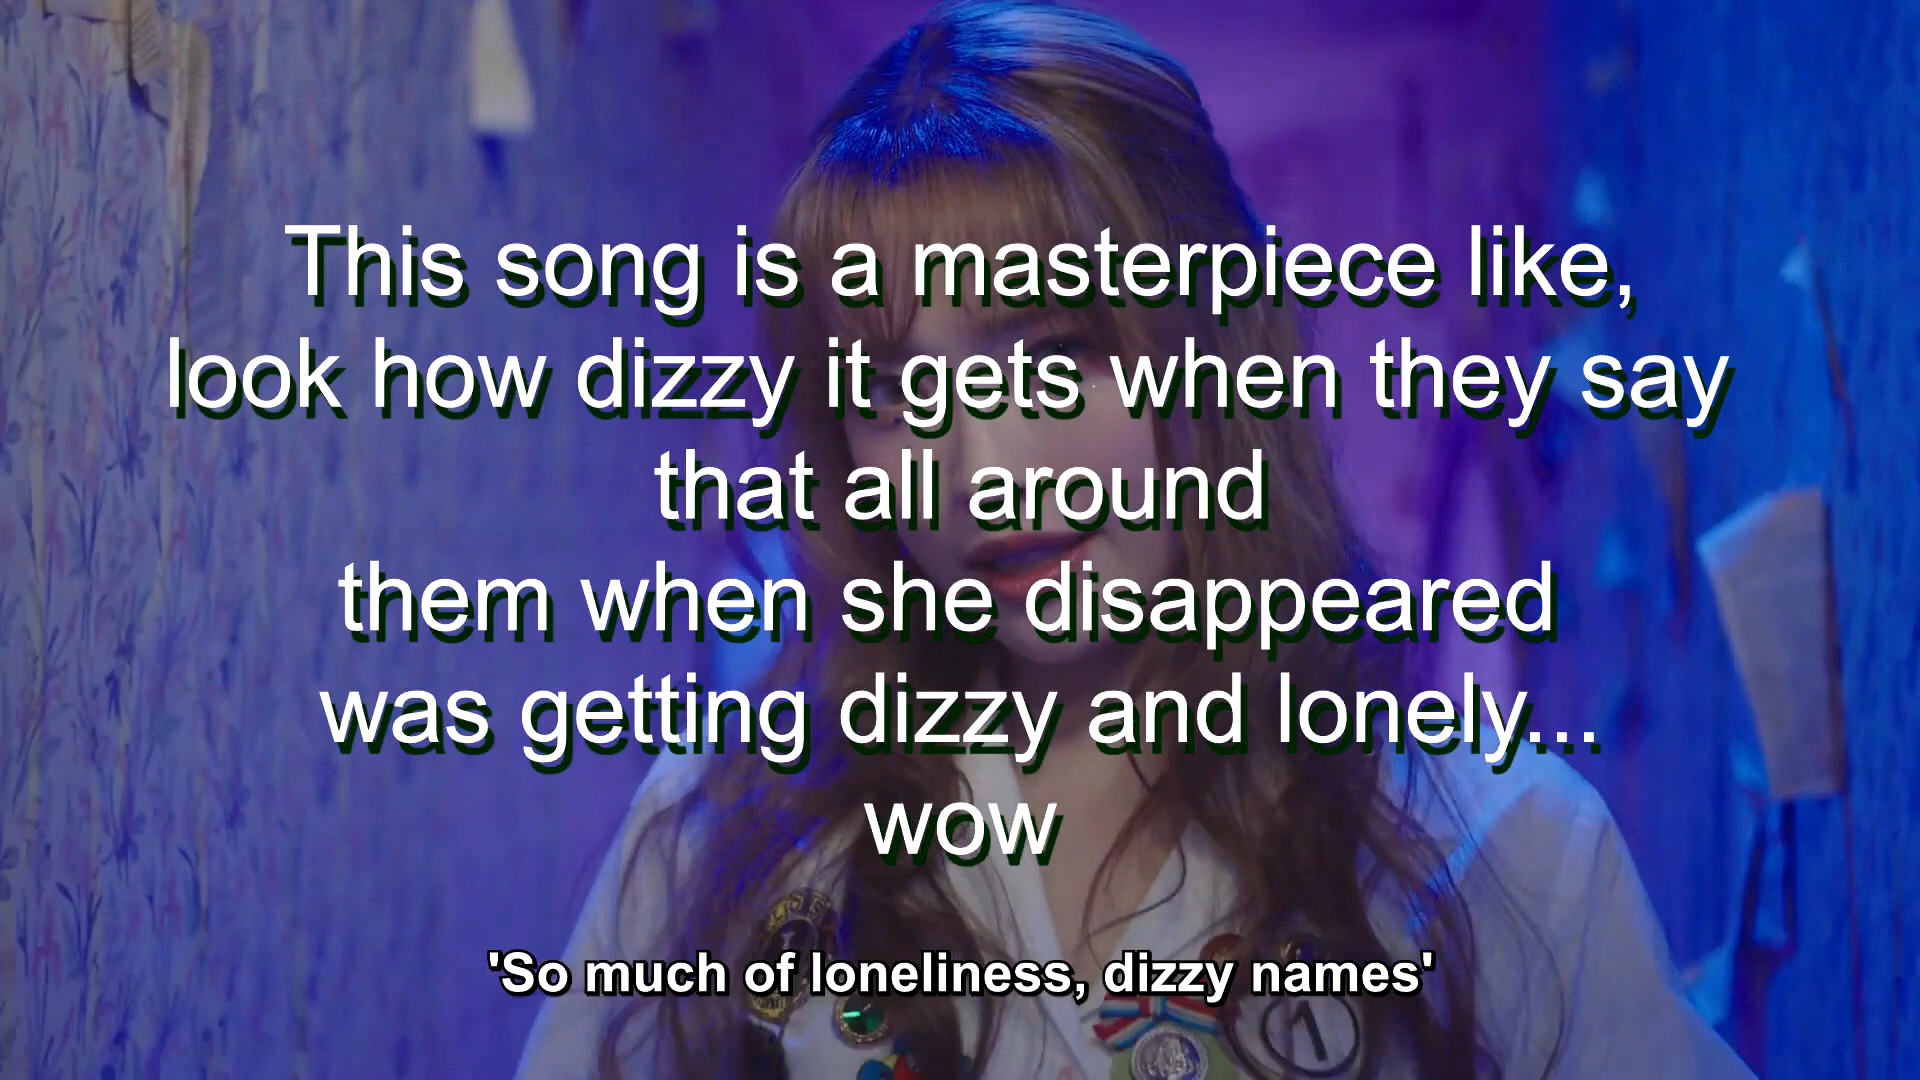 This song is a masterpiece like,
look how dizzy it gets when they say
that all around
them when she disappeared
was getting dizzy and lonely...
wow
'So much of loneliness, dizzy names'
1